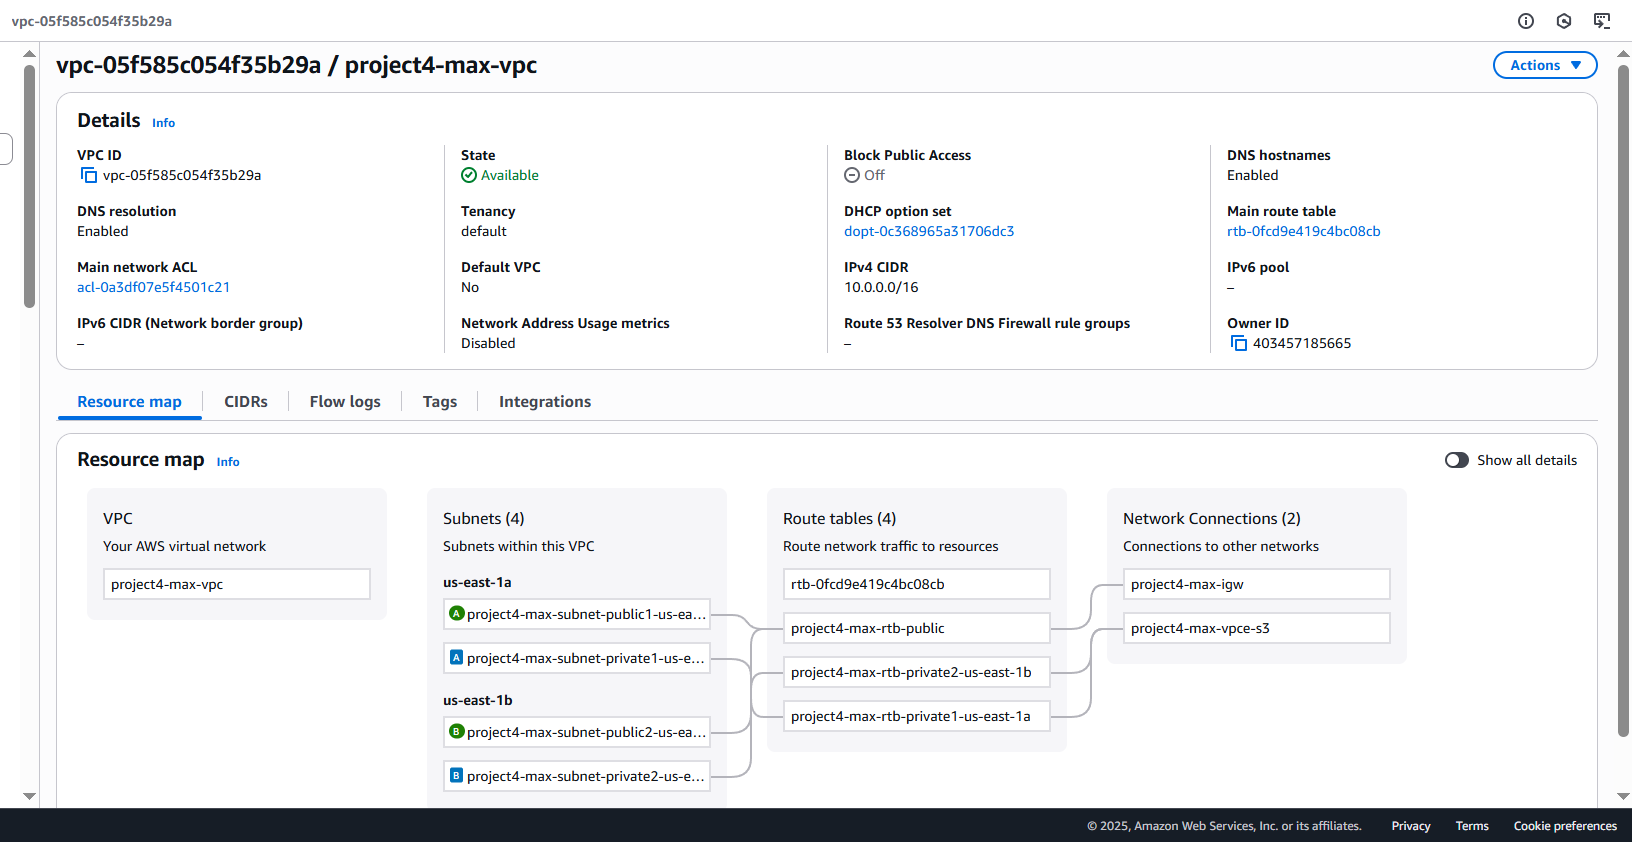 vpc-05f585c054f35b29a
vpc-05f585c054f35b29a / project4-max-vpc
Actions
Details Info
VPC ID
vpc-05f585c054f35b29a
State
Available
Block Public Access
Off
DNS hostnames
Enabled
DNS resolution
Enabled
Tenancy
default
DHCP option set
dopt-0c368965a31706dc3
Main route table
rtb-0fcd9e419c4bc08cb
Main network ACL
acl-0a3df07e5f4501c21
Default VPC
No
IPv4 CIDR
10.0.0.0/16
IPv6 pool
–
IPv6 CIDR (Network border group)
–
Network Address Usage metrics
Disabled
Route 53 Resolver DNS Firewall rule groups
–
Owner ID
403457185665
Resource map
CIDRs
Flow logs
Tags
Integrations
Resource map Info
Show all details
VPC
Your AWS virtual network
project4-max-vpc
Subnets (4)
Subnets within this VPC
us-east-1a
A project4-max-subnet-public1-us-ea...
A project4-max-subnet-private1-us-e...
us-east-1b
B project4-max-subnet-public2-us-ea...
B project4-max-subnet-private2-us-e...
Route tables (4)
Route network traffic to resources
rtb-0fcd9e419c4bc08cb
project4-max-rtb-public
project4-max-rtb-private2-us-east-1b
project4-max-rtb-private1-us-east-1a
Network Connections (2)
Connections to other networks
project4-max-igw
project4-max-vpce-s3
© 2025, Amazon Web Services, Inc. or its affiliates.
Privacy
Terms
Cookie preferences